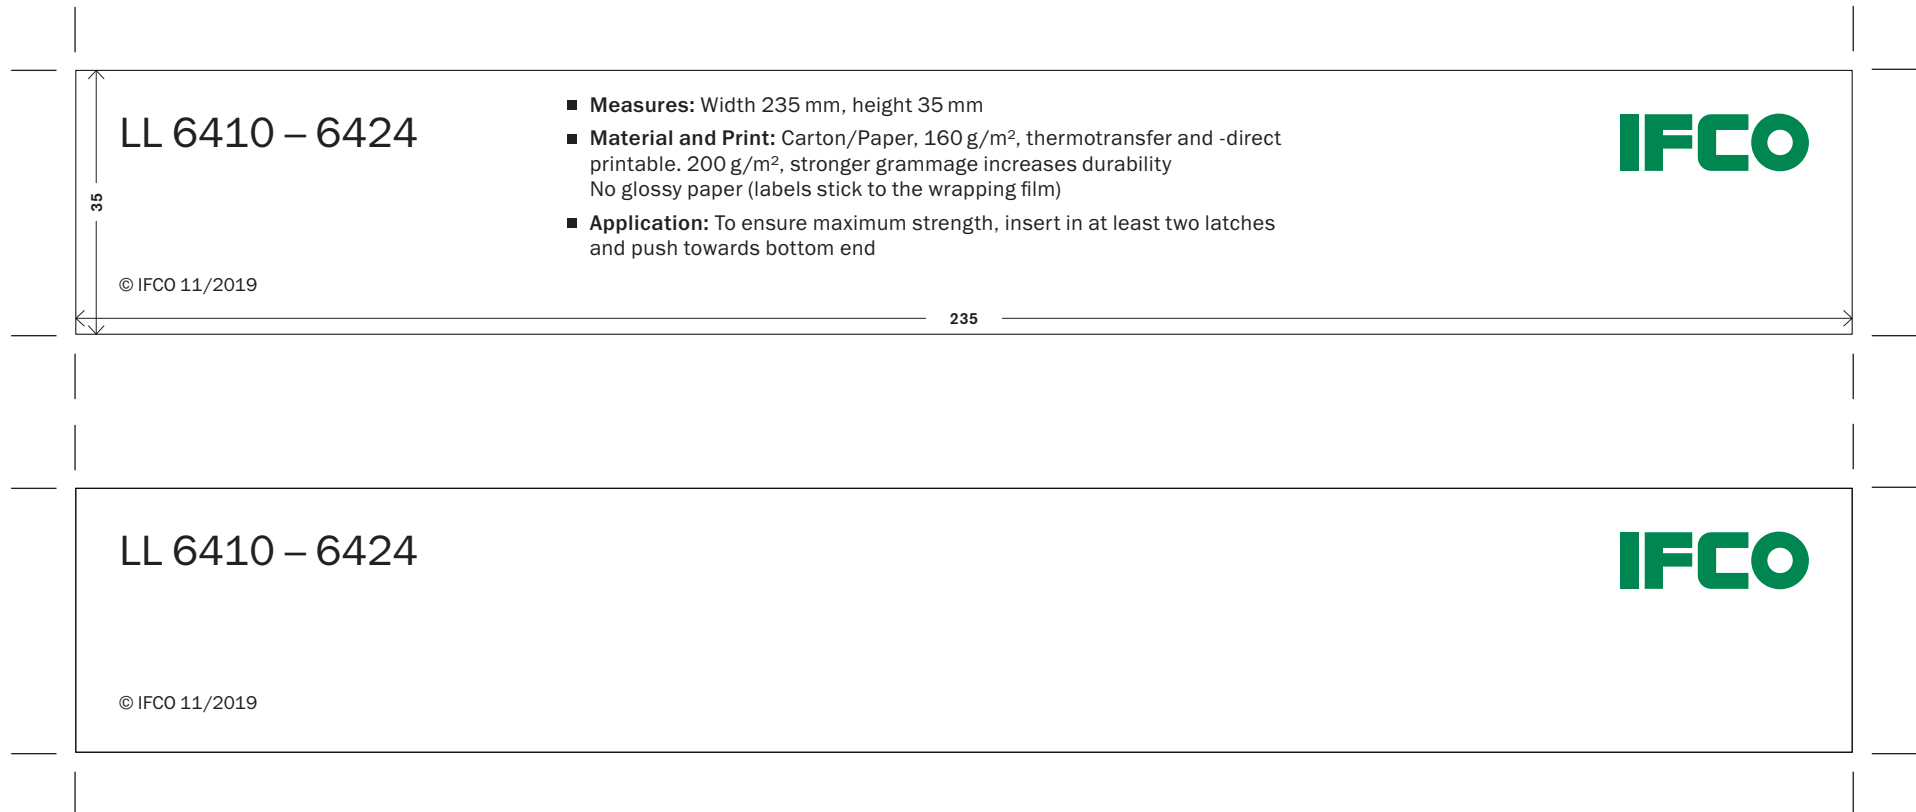 LL 6410 – 6424
■ Measures: Width 235 mm, height 35 mm
■ Material and Print: Carton/Paper, 160 g/m², thermotransfer and -direct
printable. 200 g/m², stronger grammage increases durability
No glossy paper (labels stick to the wrapping film)
■ Application: To ensure maximum strength, insert in at least two latches
and push towards bottom end
IFCO
35
© IFCO 11/2019
235
LL 6410 – 6424
IFCO
© IFCO 11/2019